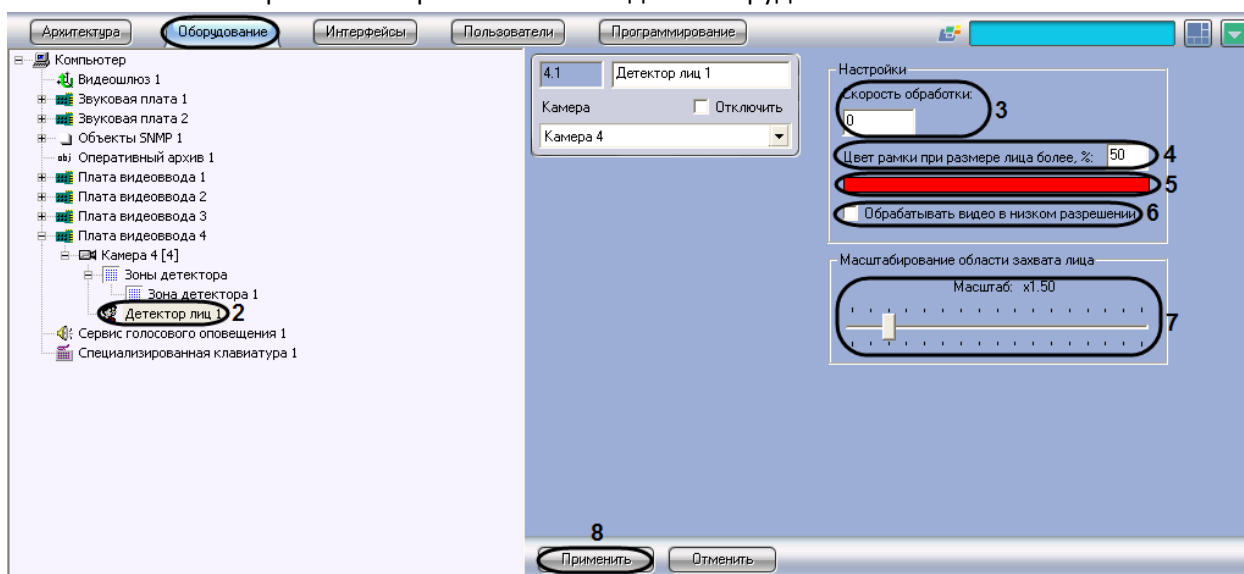 Архитектура Оборудование Интерфейсы Пользователи Программирование
Компьютер
Видеошлюз 1
Звуковая плата 1
Звуковая плата 2
Объекты SNMP 1
obj Оперативный архив 1
Плата видеоввода 1
Плата видеоввода 2
Плата видеоввода 3
Плата видеоввода 4
Камера 4 [4]
Зоны детектора
Зона детектора 1
Детектор лиц 1 2
Сервис голосового оповещения 1
Специализированная клавиатура 1
4.1 Детектор лиц 1
Камера Отключить
Камера 4
Настройки
Скорость обработки:
0 3
Цвет рамки при размере лица более, %: 50 4
5
Обрабатывать видео в низком разрешении 6
Масштабирование области захвата лица
Масштаб: x1.50
7
8
Применить Отменить